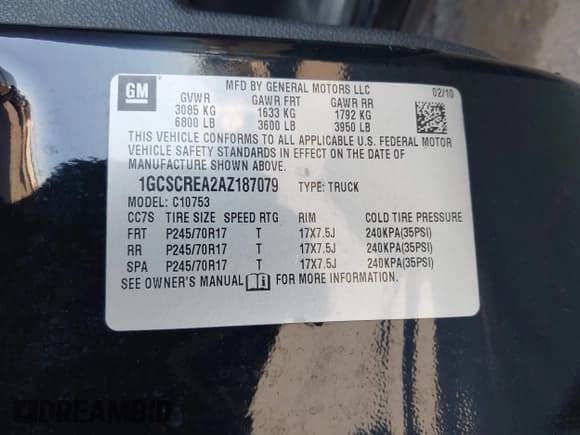 GM
MFD BY GENERAL MOTORS LLC
02/10
GVWR GAWR FRT GAWR RR
3085 KG 1633 KG 1792 KG
6800 LB 3600 LB 3950 LB
THIS VEHICLE CONFORMS TO ALL APPLICABLE U.S. FEDERAL MOTOR
VEHICLE SAFETY STANDARDS IN EFFECT ON THE DATE OF
MANUFACTURE SHOWN ABOVE.
1GCSCREA2AZ187079 TYPE: TRUCK
MODEL: C10753
CC7S TIRE SIZE SPEED RTG RIM COLD TIRE PRESSURE
FRT P245/70R17 T 17X7.5J 240KPA(35PSI)
RR P245/70R17 T 17X7.5J 240KPA(35PSI)
SPA P245/70R17 T 17X7.5J 240KPA(35PSI)
SEE OWNER'S MANUAL FOR MORE INFORMATION.
DREAMBID